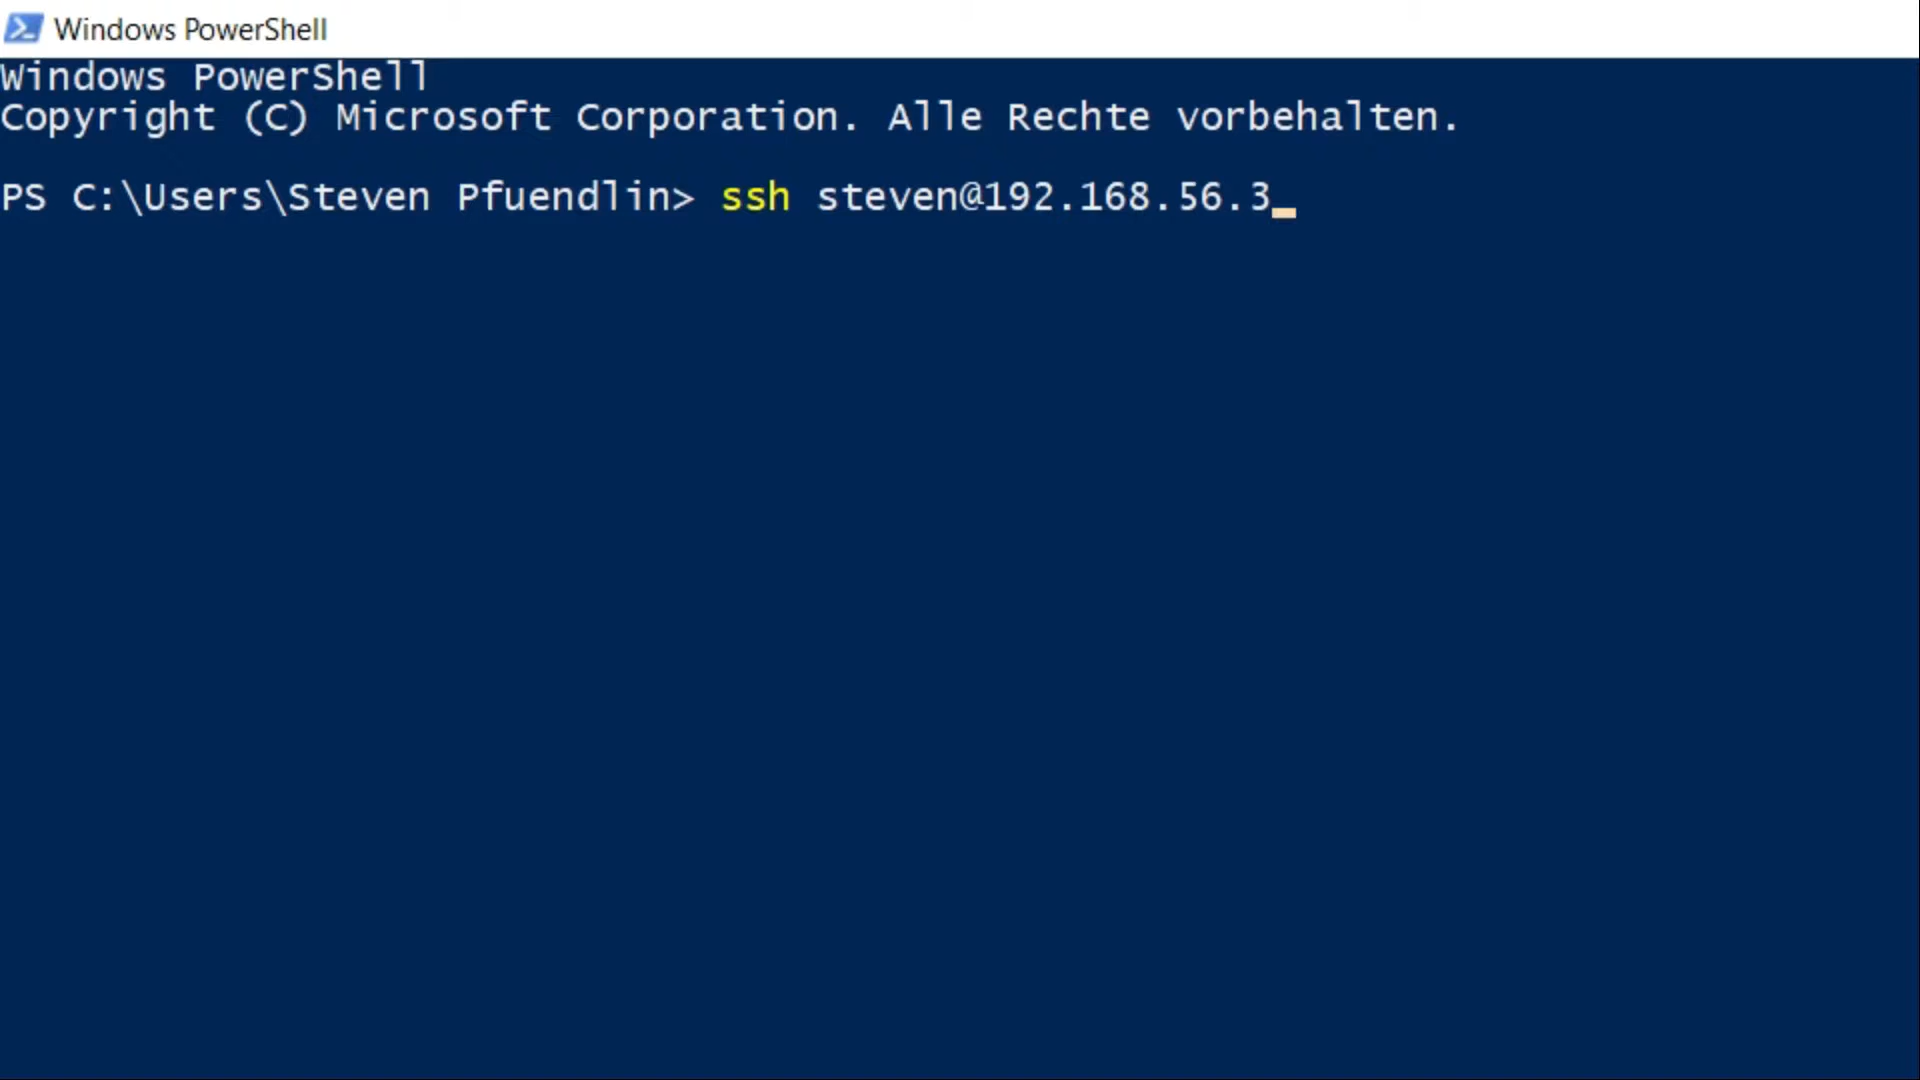 Windows PowerShell
Windows PowerShell
Copyright (C) Microsoft Corporation. Alle Rechte vorbehalten.
PS C:\Users\Steven Pfuendlin> ssh steven@192.168.56.3